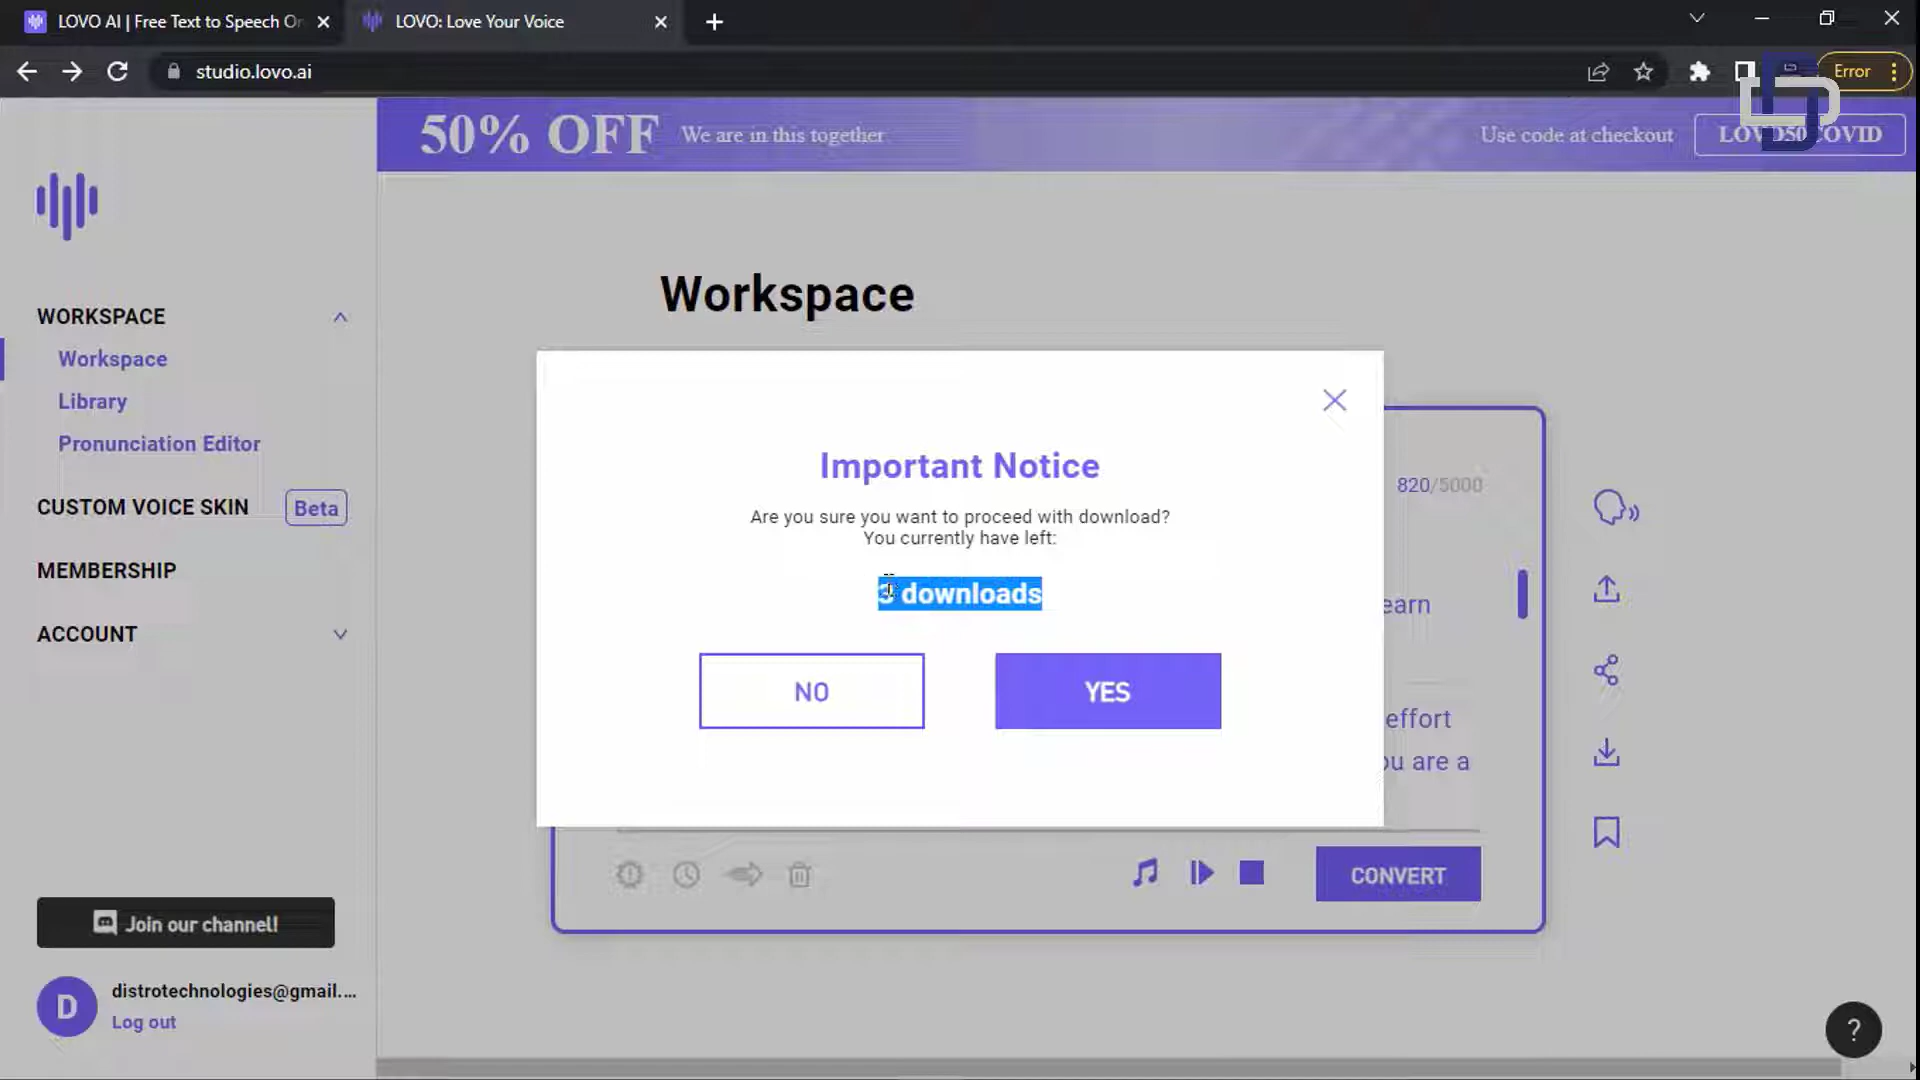 LOVO AI | Free Text to Speech On
LOVO: Love Your Voice
studio.lovo.ai
Error
50% OFF
We are in this together
Use code at checkout
WORKSPACE
Workspace
Library
Pronunciation Editor
CUSTOM VOICE SKIN
Beta
MEMBERSHIP
ACCOUNT
Join our channel!
D
distrotechnologies@gmail....
Log out
Workspace
820/5000
earn
effort
ou are a
Important Notice
Are you sure you want to proceed with download?
You currently have left:
3 downloads
NO
YES
CONVERT
?